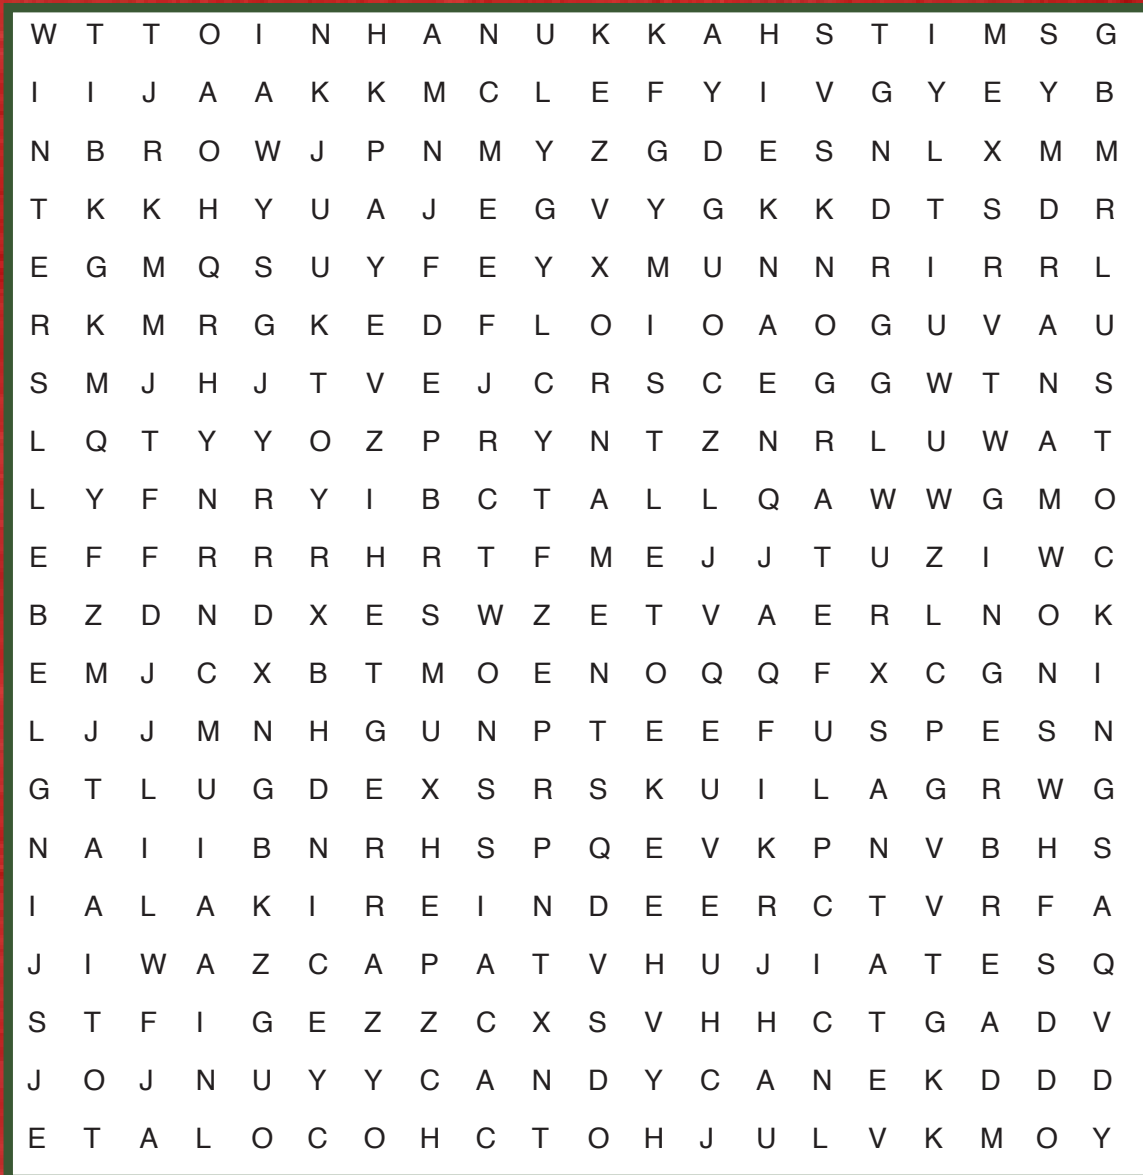 W T T O I N H A N U K K A H S T I M S G
I I J A A K K M C L E F Y I V G Y E Y B
N B R O W J P N M Y Z G D E S N L X M M
T K K H Y U A J E G V Y G K K D T S D R
E G M Q S U Y F E Y X M U N N R I R R L
R K M R G K E D F L O I O A O G U V A U
S M J H J T V E J C R S C E G G W T N S
L Q T Y Y O Z P R Y N T Z N R L U W A T
L Y F N R Y I B C T A L L Q A W W G M O
E F F R R R H R T F M E J J T U Z I W C
B Z D N D X E S W Z E T V A E R L N O K
E M J C X B T M O E N O Q Q F X C G N I
L J J M N H G U N P T E E F U S P E S N
G T L U G D E X S R S K U I L A G R W G
N A I I B N R H S P Q E V K P N V B H S
I A L A K I R E I N D E E R C T V R F A
J I W A Z C A P A T V H U J I A T E S Q
S T F I G E Z Z C X S V H H C T G A D V
J O J N U Y Y C A N D Y C A N E K D D D
E T A L O C O H C T O H J U L V K M O Y